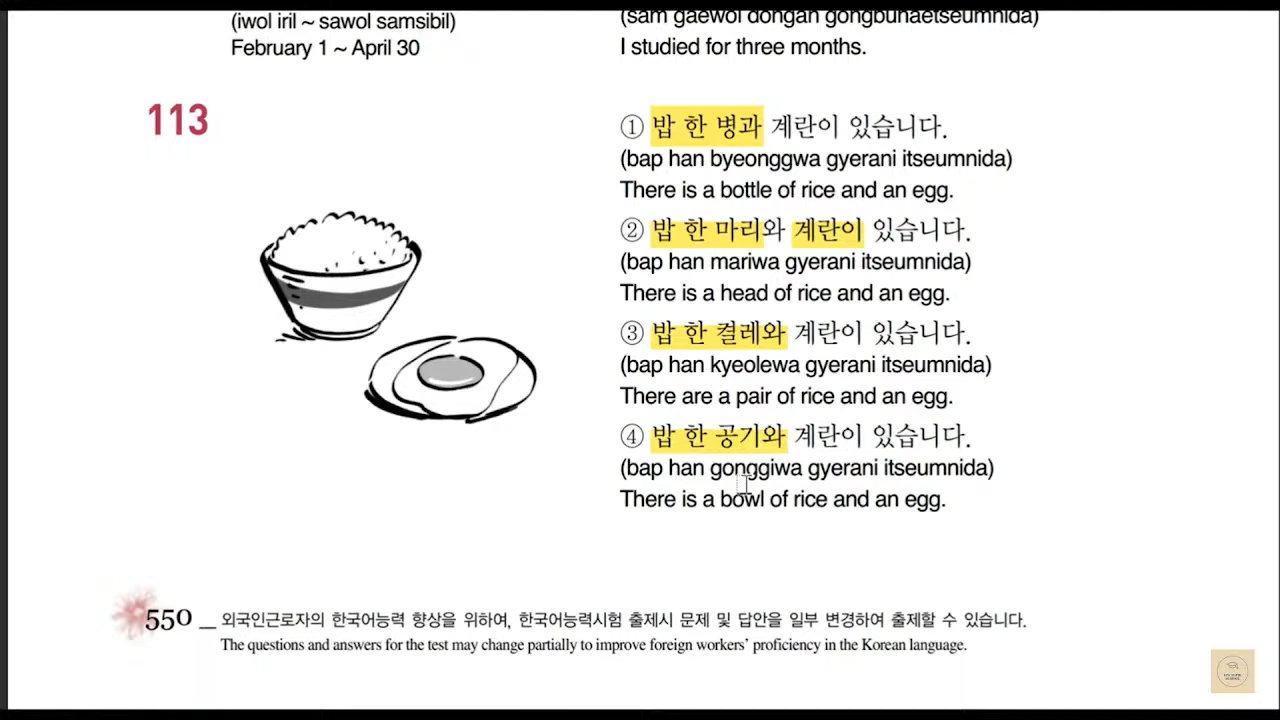 (iwol iril ~ sawol samsibil)
February 1 ~ April 30
(sam gaewol dongan gongbuhaetseumnida)
I studied for three months.
113
① 밥 한 병과 계란이 있습니다.
(bap han byeonggwa gyerani itseumnida)
There is a bottle of rice and an egg.
② 밥 한 마리와 계란이 있습니다.
(bap han mariwa gyerani itseumnida)
There is a head of rice and an egg.
③ 밥 한 켤레와 계란이 있습니다.
(bap han kyeolewa gyerani itseumnida)
There are a pair of rice and an egg.
④ 밥 한 공기와 계란이 있습니다.
(bap han gonggiwa gyerani itseumnida)
There is a bowl of rice and an egg.
550 _ 외국인근로자의 한국어능력 향상을 위하여, 한국어능력시험 출제시 문제 및 답안을 일부 변경하여 출제할 수 있습니다.
The questions and answers for the test may change partially to improve foreign workers' proficiency in the Korean language.